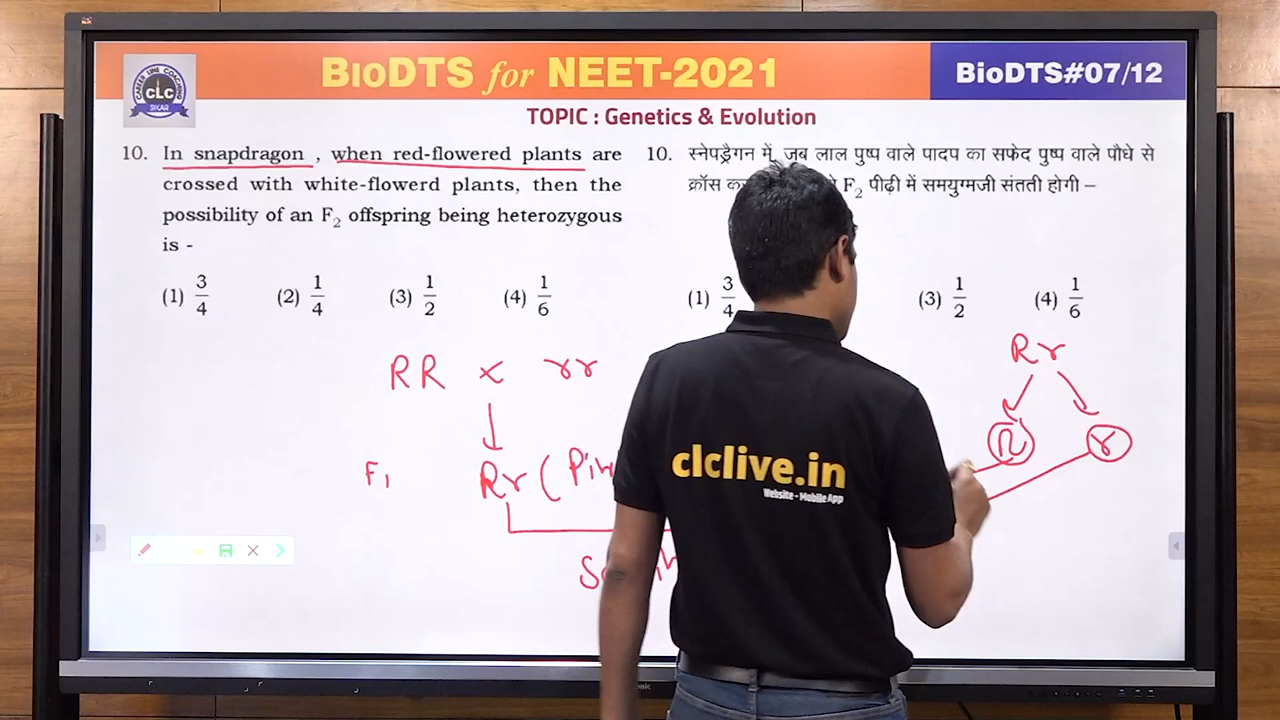 CAREER LINE COACHING
CLC
SIKAR
BIODTS for NEET-2021
BioDTS#07/12
TOPIC : Genetics & Evolution
10. In snapdragon , when red-flowered plants are
crossed with white-flowerd plants, then the
possibility of an F2 offspring being heterozygous
is -
(1) 3/4 (2) 1/4 (3) 1/2 (4) 1/6
10. स्नेपड्रैगन में, जब लाल पुष्प वाले पादप का सफेद पुष्प वाले पौधे से
क्रॉस F2 पीढ़ी में समयुग्मजी संतती होगी –
(1) 3/4 (3) 1/2 (4) 1/6
RR × rr
F1 Rr (
Rr
R r
clclive.in
Website - Mobile App